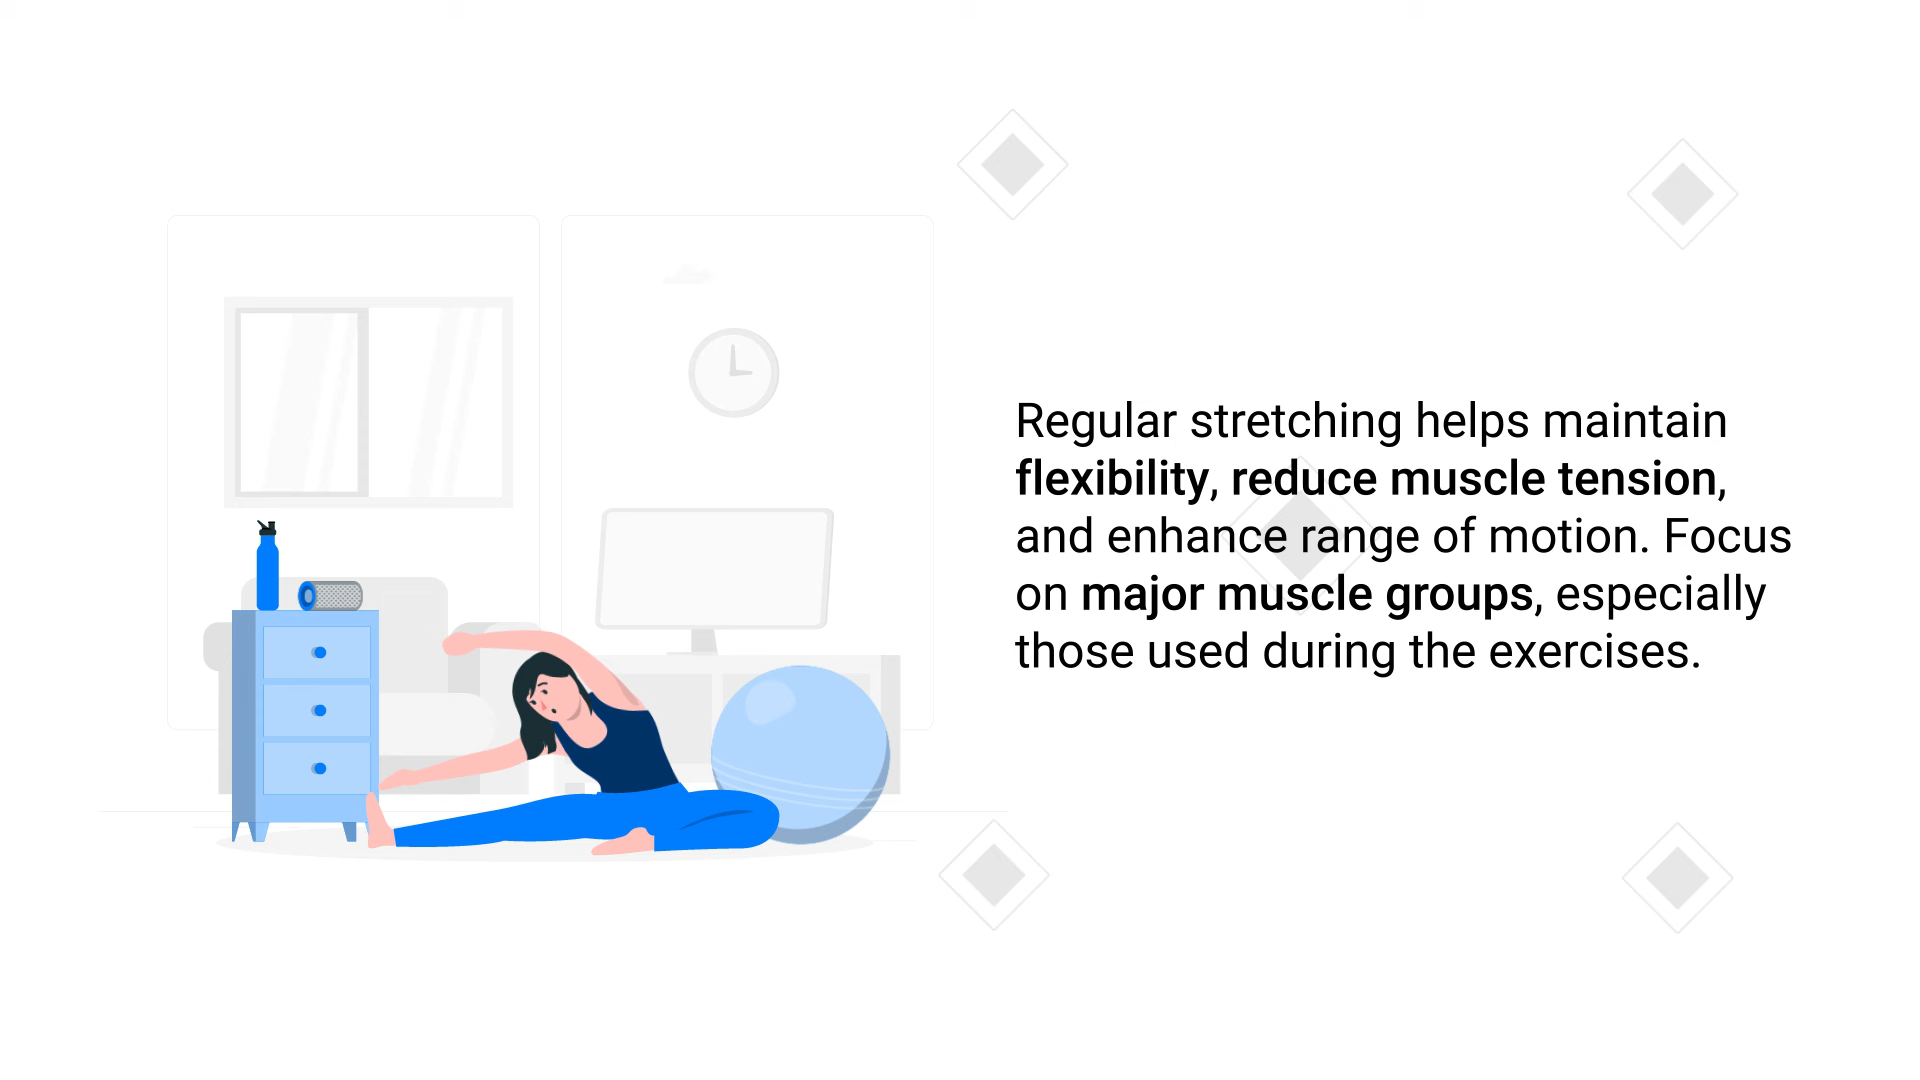 Regular stretching helps maintain
flexibility, reduce muscle tension,
and enhance range of motion. Focus
on major muscle groups, especially
those used during the exercises.